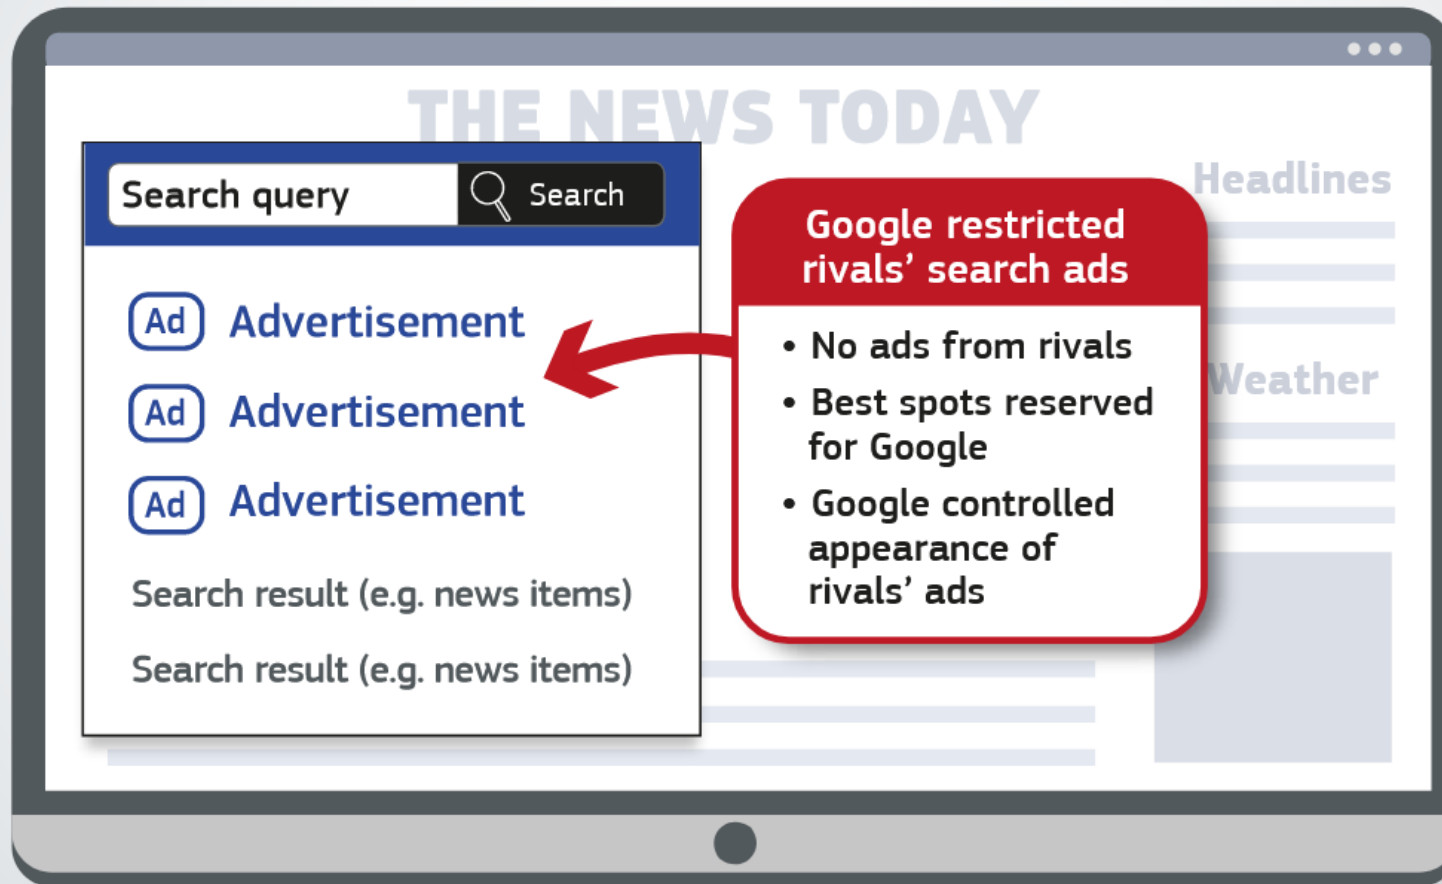 THE NEWS TODAY
Search query
Search
Ad Advertisement
Ad Advertisement
Ad Advertisement
Search result (e.g. news items)
Search result (e.g. news items)
Google restricted
rivals’ search ads
• No ads from rivals
• Best spots reserved
for Google
• Google controlled
appearance of
rivals’ ads
Headlines
Weather